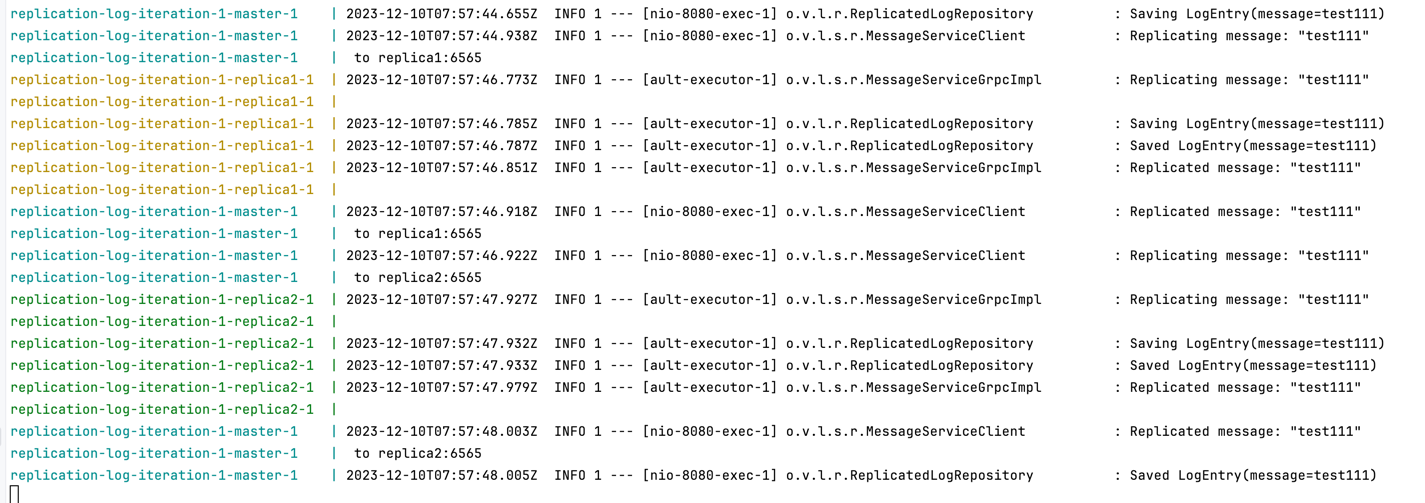 replication-log-iteration-1-master-1    | 2023-12-10T07:57:44.655Z  INFO 1 --- [nio-8080-exec-1] o.v.l.r.ReplicatedLogRepository          : Saving LogEntry(message=test111)
replication-log-iteration-1-master-1    | 2023-12-10T07:57:44.938Z  INFO 1 --- [nio-8080-exec-1] o.v.l.s.r.MessageServiceClient           : Replicating message: "test111"
replication-log-iteration-1-master-1    |  to replica1:6565
replication-log-iteration-1-replica1-1  | 2023-12-10T07:57:46.773Z  INFO 1 --- [ault-executor-1] o.v.l.s.r.MessageServiceGrpcImpl         : Replicating message: "test111"
replication-log-iteration-1-replica1-1  |
replication-log-iteration-1-replica1-1  | 2023-12-10T07:57:46.785Z  INFO 1 --- [ault-executor-1] o.v.l.r.ReplicatedLogRepository          : Saving LogEntry(message=test111)
replication-log-iteration-1-replica1-1  | 2023-12-10T07:57:46.787Z  INFO 1 --- [ault-executor-1] o.v.l.r.ReplicatedLogRepository          : Saved LogEntry(message=test111)
replication-log-iteration-1-replica1-1  | 2023-12-10T07:57:46.851Z  INFO 1 --- [ault-executor-1] o.v.l.s.r.MessageServiceGrpcImpl         : Replicated message: "test111"
replication-log-iteration-1-replica1-1  |
replication-log-iteration-1-master-1    | 2023-12-10T07:57:46.918Z  INFO 1 --- [nio-8080-exec-1] o.v.l.s.r.MessageServiceClient           : Replicated message: "test111"
replication-log-iteration-1-master-1    |  to replica1:6565
replication-log-iteration-1-master-1    | 2023-12-10T07:57:46.922Z  INFO 1 --- [nio-8080-exec-1] o.v.l.s.r.MessageServiceClient           : Replicating message: "test111"
replication-log-iteration-1-master-1    |  to replica2:6565
replication-log-iteration-1-replica2-1  | 2023-12-10T07:57:47.927Z  INFO 1 --- [ault-executor-1] o.v.l.s.r.MessageServiceGrpcImpl         : Replicating message: "test111"
replication-log-iteration-1-replica2-1  |
replication-log-iteration-1-replica2-1  | 2023-12-10T07:57:47.932Z  INFO 1 --- [ault-executor-1] o.v.l.r.ReplicatedLogRepository          : Saving LogEntry(message=test111)
replication-log-iteration-1-replica2-1  | 2023-12-10T07:57:47.933Z  INFO 1 --- [ault-executor-1] o.v.l.r.ReplicatedLogRepository          : Saved LogEntry(message=test111)
replication-log-iteration-1-replica2-1  | 2023-12-10T07:57:47.979Z  INFO 1 --- [ault-executor-1] o.v.l.s.r.MessageServiceGrpcImpl         : Replicated message: "test111"
replication-log-iteration-1-replica2-1  |
replication-log-iteration-1-master-1    | 2023-12-10T07:57:48.003Z  INFO 1 --- [nio-8080-exec-1] o.v.l.s.r.MessageServiceClient           : Replicated message: "test111"
replication-log-iteration-1-master-1    |  to replica2:6565
replication-log-iteration-1-master-1    | 2023-12-10T07:57:48.005Z  INFO 1 --- [nio-8080-exec-1] o.v.l.r.ReplicatedLogRepository          : Saved LogEntry(message=test111)